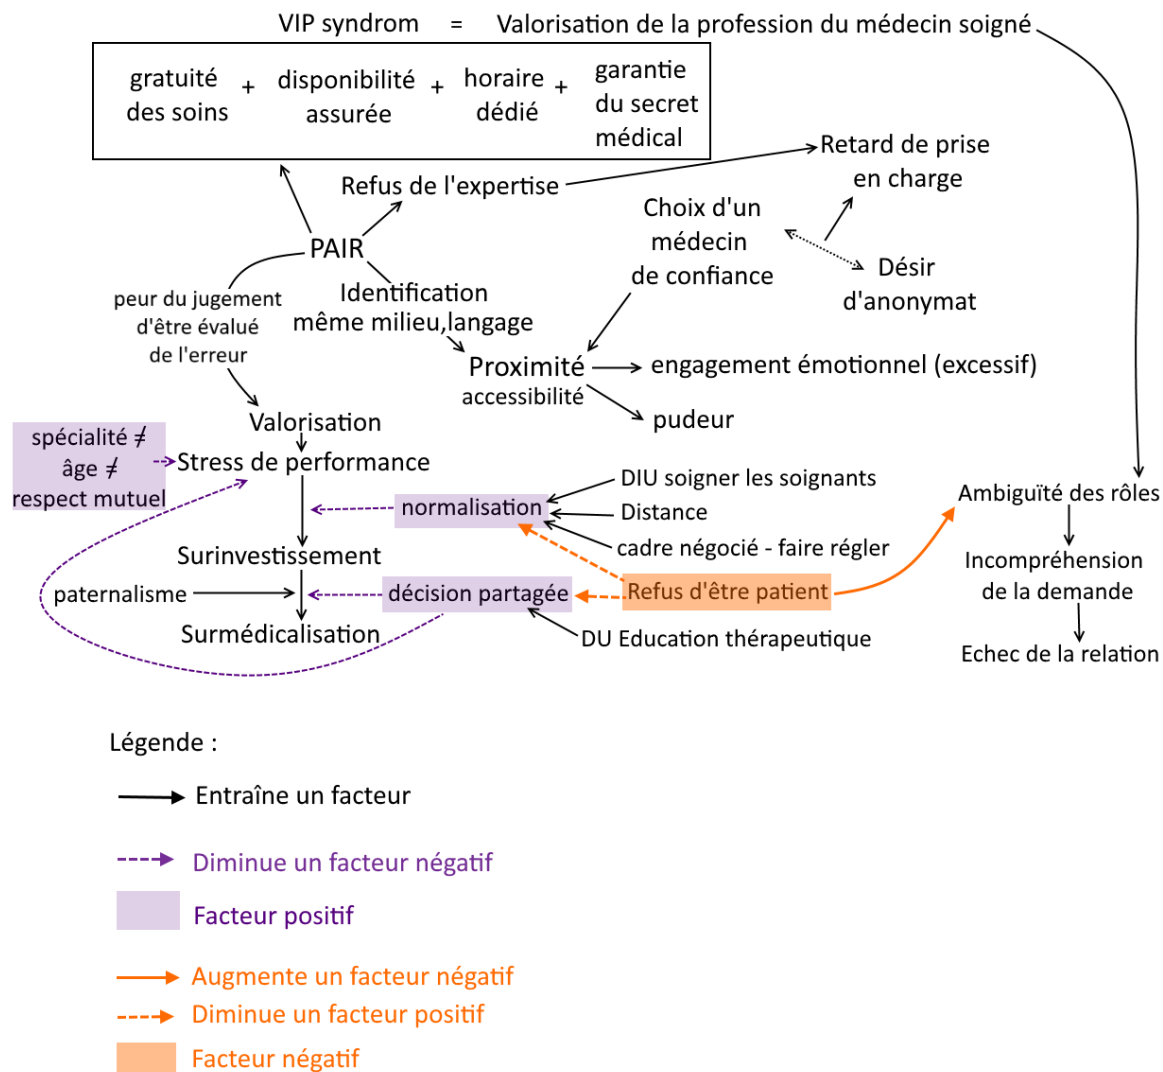 VIP syndrom = Valorisation de la profession du médecin soigné
gratuité
des soins
+
disponibilité
assurée
+
horaire
dédié
+
garantie
du secret
médical
Retard de prise
en charge
Refus de l'expertise
Choix d'un
médecin
de confiance
PAIR
Désir
d'anonymat
peur du jugement
d'être évalué
de l'erreur
Identification
même milieu,langage
Proximité
accessibilité
engagement émotionnel (excessif)
pudeur
Valorisation
spécialité ≠
âge ≠
respect mutuel
Stress de performance
normalisation
DIU soigner les soignants
Distance
cadre négocié - faire régler
Ambiguïté des rôles
Surinvestissement
Incompréhension
de la demande
paternalisme
décision partagée
Refus d'être patient
Surmédicalisation
DU Education thérapeutique
Echec de la relation
Légende :
Entraîne un facteur
Diminue un facteur négatif
Facteur positif
Augmente un facteur négatif
Diminue un facteur positif
Facteur négatif